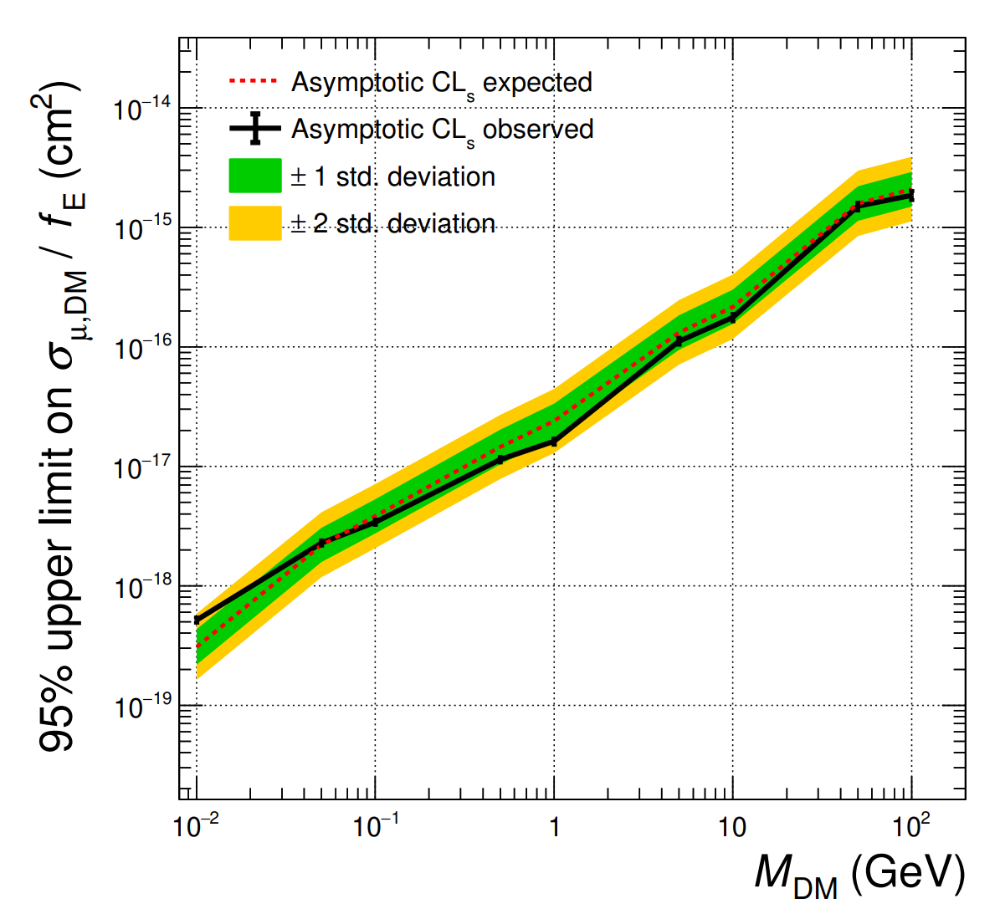 Asymptotic CLs expected
Asymptotic CLs observed
± 1 std. deviation
± 2 std. deviation
95% upper limit on σμ,DM / fE (cm²)
10⁻¹⁴
10⁻¹⁵
10⁻¹⁶
10⁻¹⁷
10⁻¹⁸
10⁻¹⁹
10⁻² 10⁻¹ 1 10 10²
MDM (GeV)